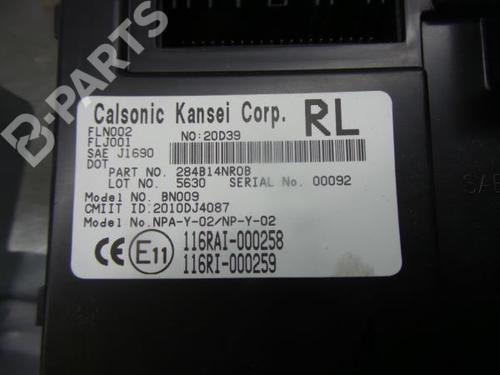 Calsonic Kansei Corp. RL
FLN002 NO:20D39
FLJ001
SAE J1690
DOT
PART NO. 284B14NR0B
LOT NO. 5630 SERIAL No. 00092
Model No. BN009
CMIIT ID:2010DJ4087
Model No.NPA-Y-02/NP-Y-02
CE E11 116RAI-000258
116RI-000259
B-PARTS
B-PARTS